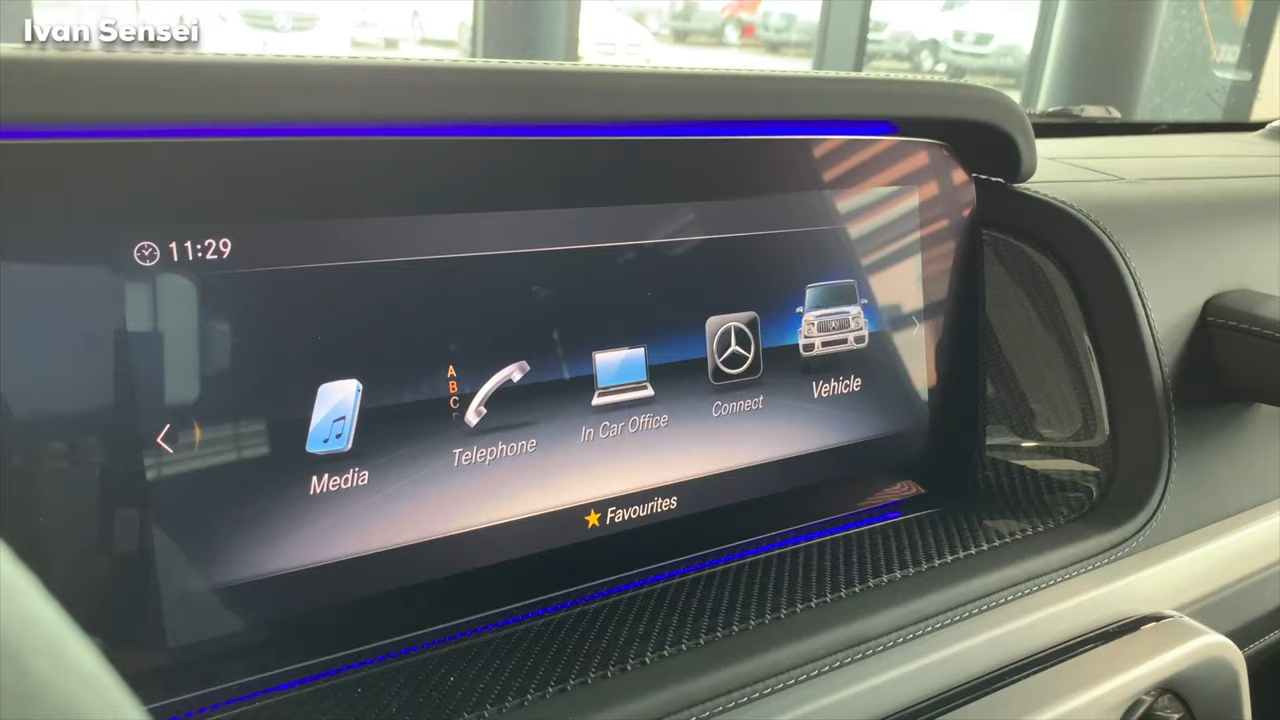 Ivan Sensei
11:29
A
B
C
Media
Telephone
In Car Office
Connect
Vehicle
Favourites